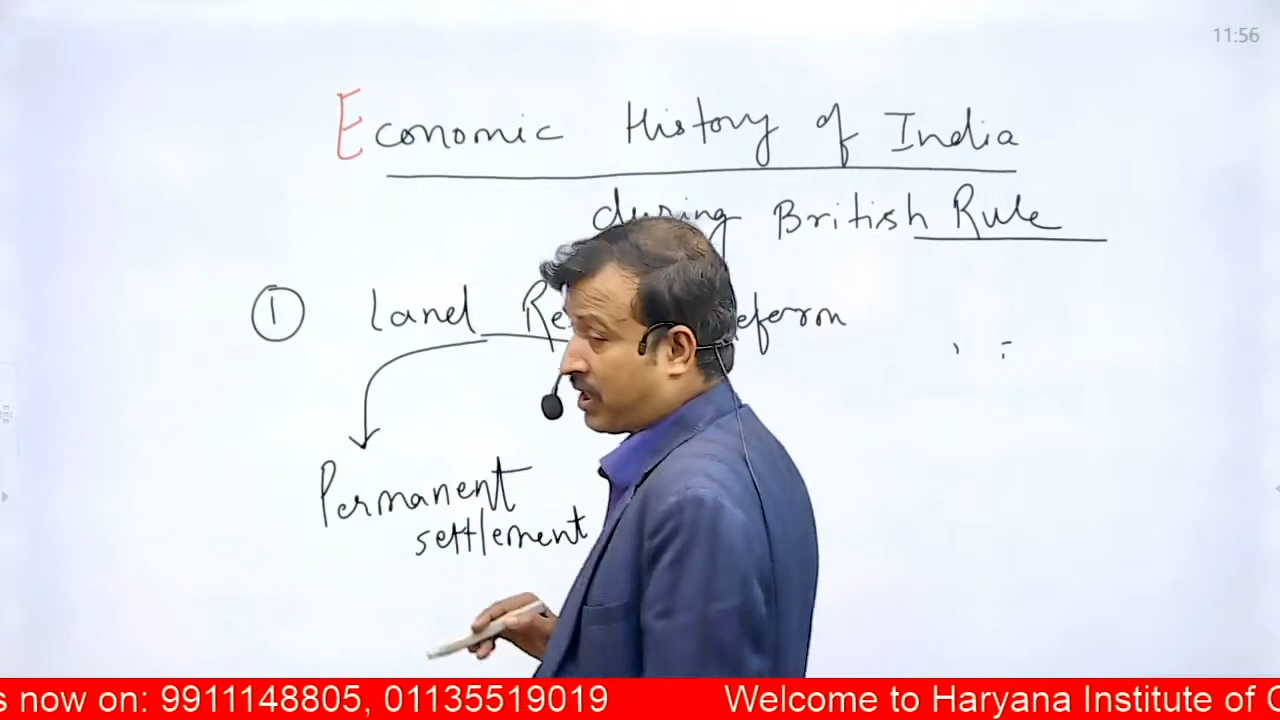 11:56
Economic History of India
during British Rule
① Land Re eform
Permanent
settlement
s now on: 9911148805, 01135519019 Welcome to Haryana Institute of C